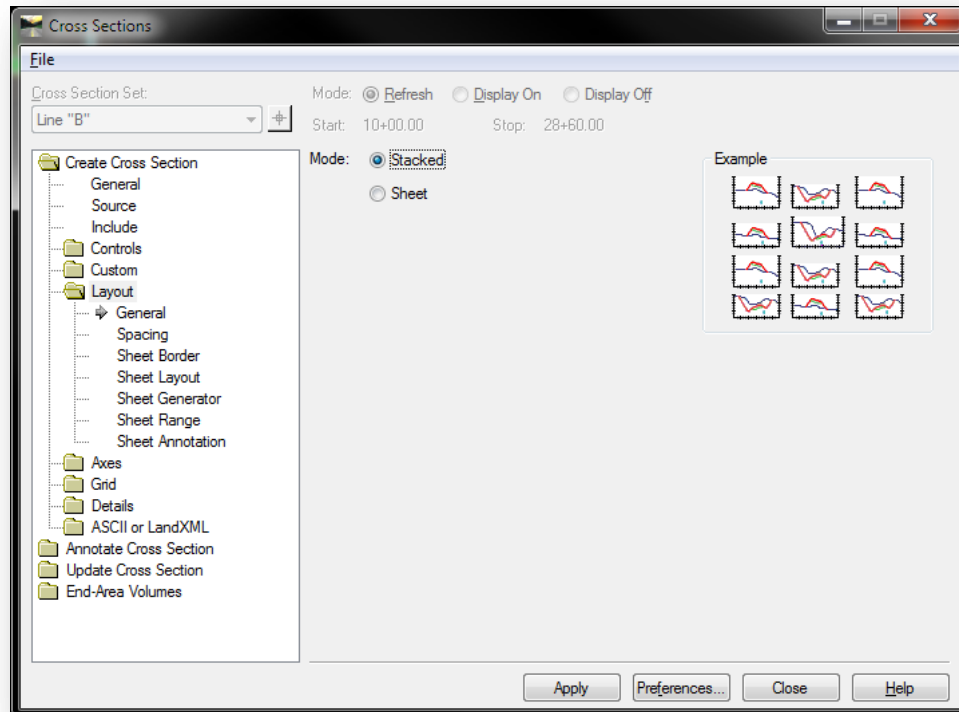 Cross Sections
File
Cross Section Set:
Line "B"
Mode: Refresh Display On Display Off
Start: 10+00.00 Stop: 28+60.00
Create Cross Section
General
Source
Include
Controls
Custom
Layout
General
Spacing
Sheet Border
Sheet Layout
Sheet Generator
Sheet Range
Sheet Annotation
Axes
Grid
Details
ASCII or LandXML
Annotate Cross Section
Update Cross Section
End-Area Volumes
Mode: Stacked
Sheet
Example
Apply Preferences... Close Help